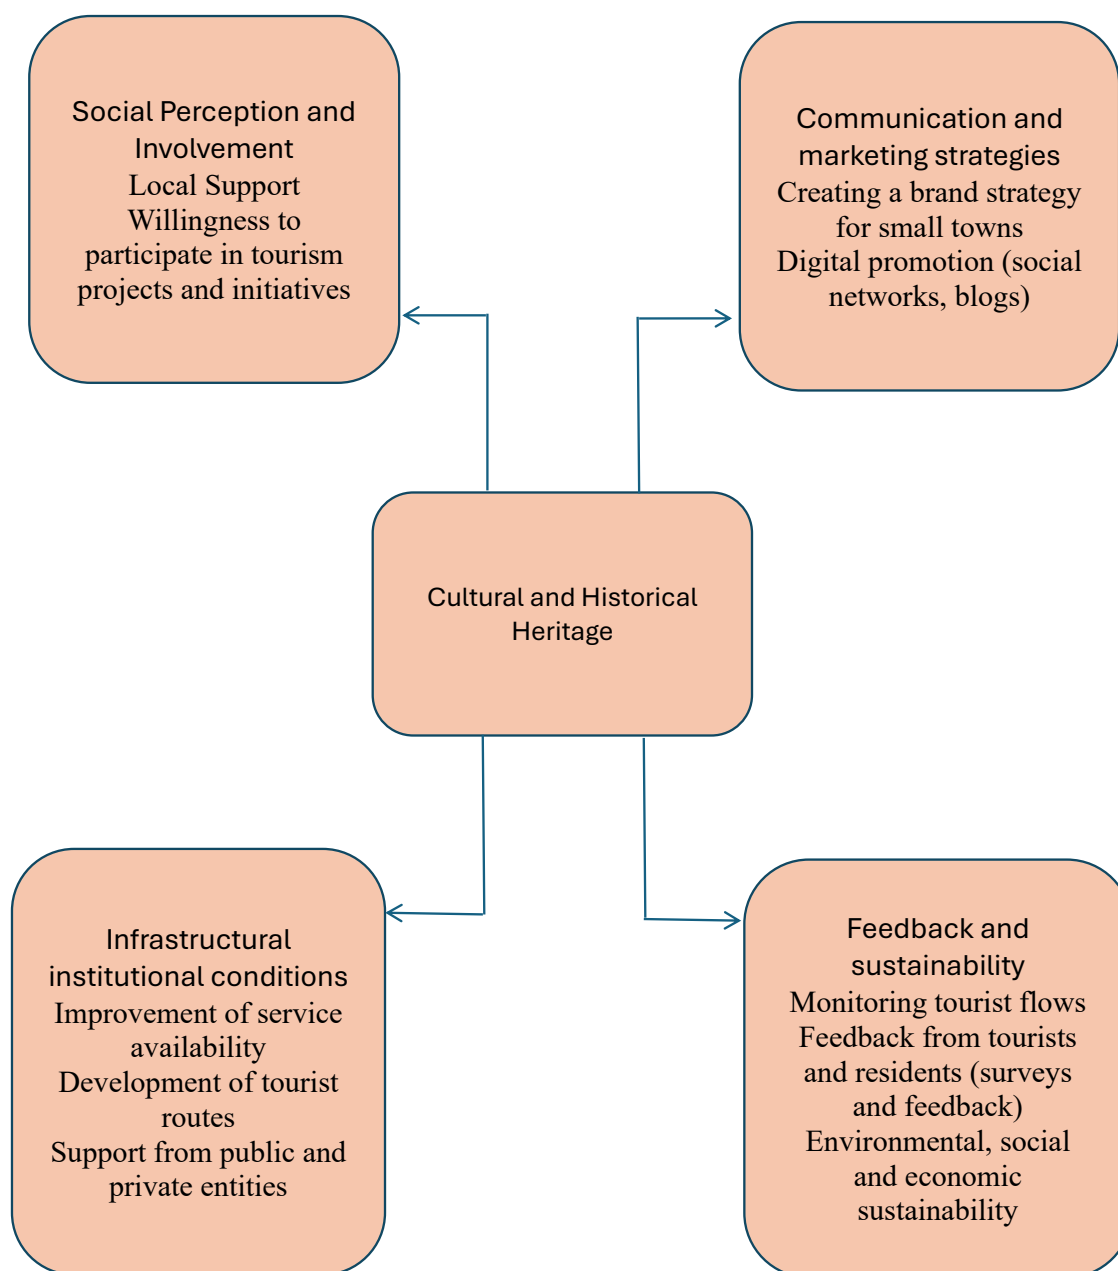 Social Perception and
Involvement
Local Support
Willingness to
participate in tourism
projects and initiatives
Communication and
marketing strategies
Creating a brand strategy
for small towns
Digital promotion (social
networks, blogs)
Cultural and Historical
Heritage
Infrastructural
institutional conditions
Improvement of service
availability
Development of tourist
routes
Support from public and
private entities
Feedback and
sustainability
Monitoring tourist flows
Feedback from tourists
and residents (surveys
and feedback)
Environmental, social
and economic
sustainability